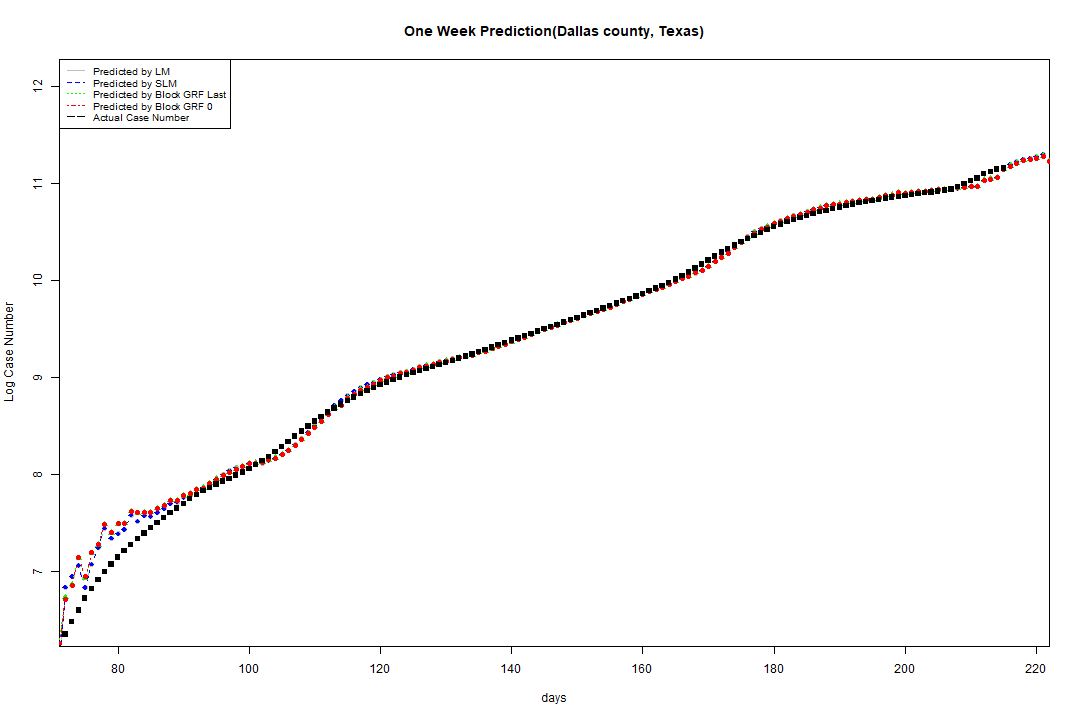 One Week Prediction(Dallas county, Texas)
Predicted by LM
Predicted by SLM
Predicted by Block GRF Last
Predicted by Block GRF 0
Actual Case Number
12
11
10
9
8
7
Log Case Number
80 100 120 140 160 180 200 220
days